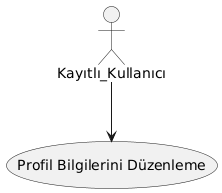 Kayıtlı_Kullanıcı
Profil Bilgilerini Düzenleme